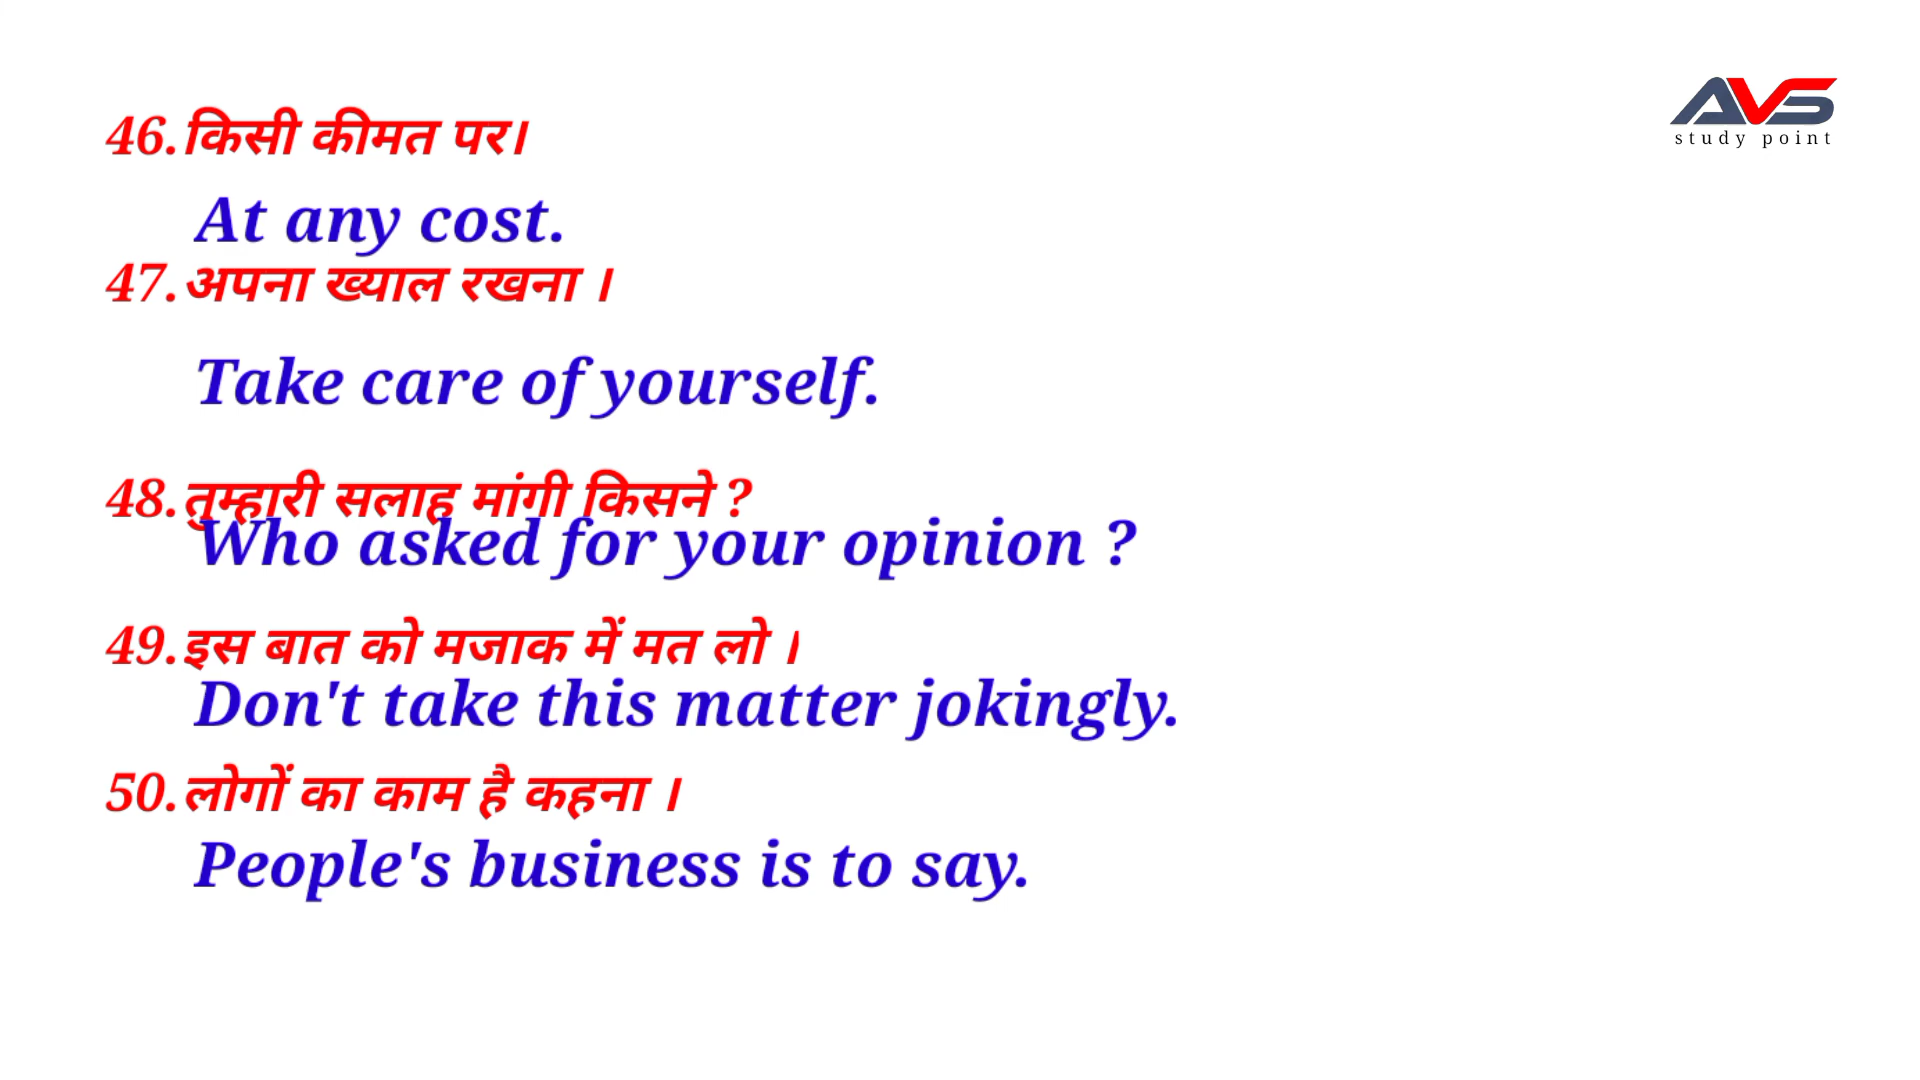 AVS
study point
46. किसी कीमत पर।
At any cost.
47. अपना ख्याल रखना ।
Take care of yourself.
48. तुम्हारी सलाह मांगी किसने ?
Who asked for your opinion ?
49. इस बात को मजाक में मत लो ।
Don't take this matter jokingly.
50. लोगों का काम है कहना ।
People's business is to say.